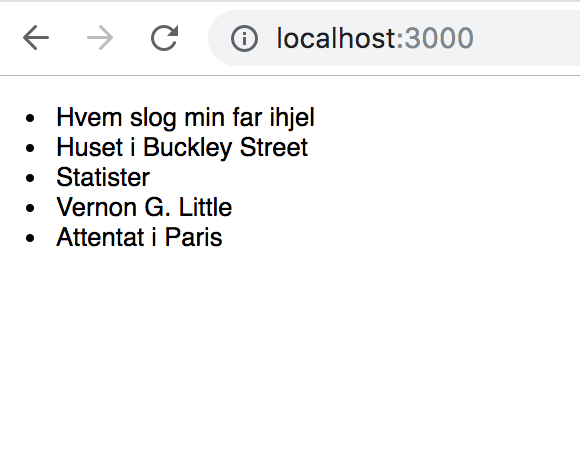 localhost:3000
Hvem slog min far ihjel
Huset i Buckley Street
Statister
Vernon G. Little
Attentat i Paris